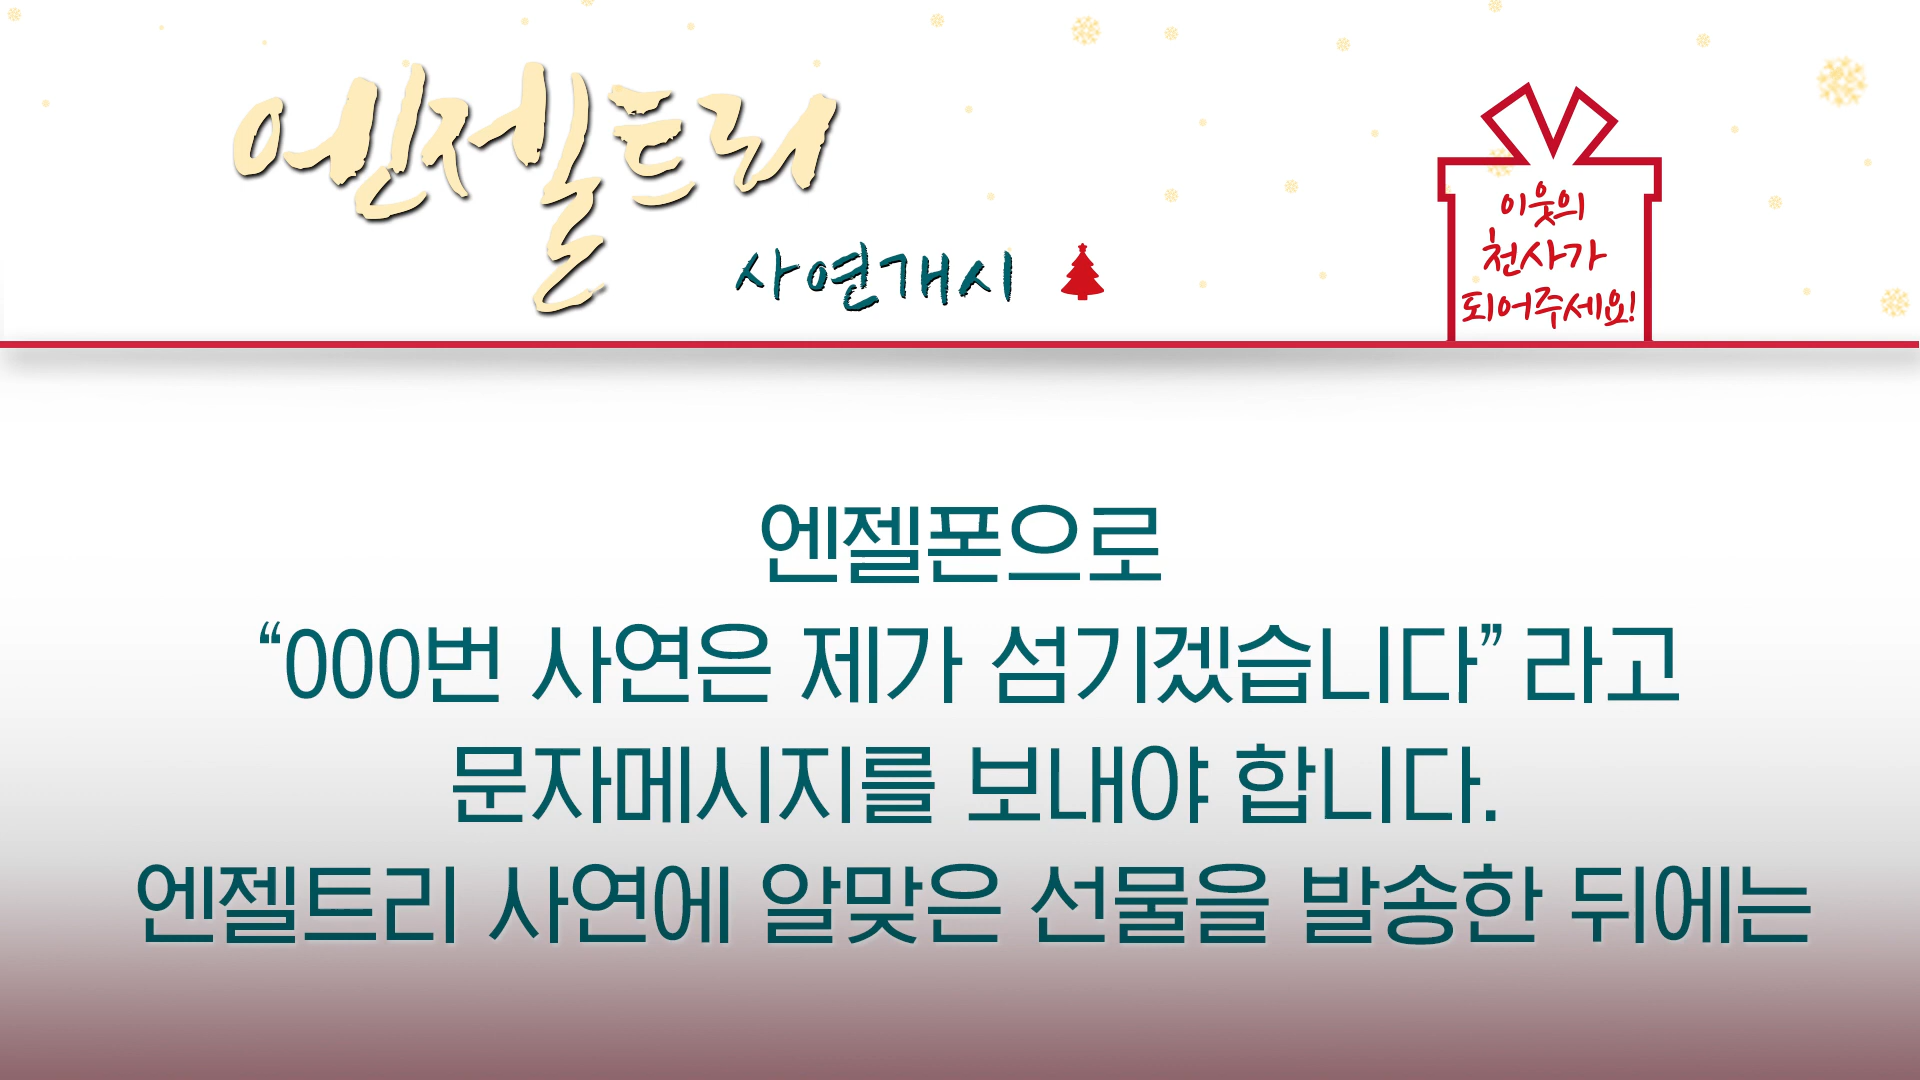 엔젤트리
사연개시
이웃의
천사가
되어주세요!
엔젤폰으로
“000번 사연은 제가 섬기겠습니다” 라고
문자메시지를 보내야 합니다.
엔젤트리 사연에 알맞은 선물을 발송한 뒤에는